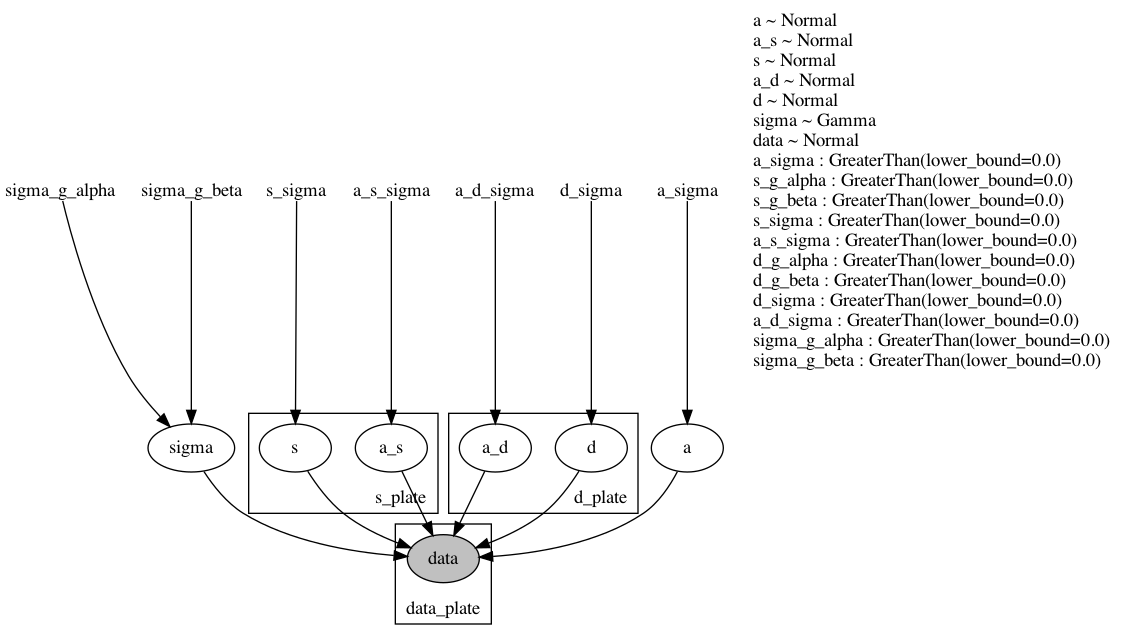 a ~ Normal
a_s ~ Normal
s ~ Normal
a_d ~ Normal
d ~ Normal
sigma ~ Gamma
data ~ Normal
a_sigma : GreaterThan(lower_bound=0.0)
s_g_alpha : GreaterThan(lower_bound=0.0)
s_g_beta : GreaterThan(lower_bound=0.0)
s_sigma : GreaterThan(lower_bound=0.0)
a_s_sigma : GreaterThan(lower_bound=0.0)
d_g_alpha : GreaterThan(lower_bound=0.0)
d_g_beta : GreaterThan(lower_bound=0.0)
d_sigma : GreaterThan(lower_bound=0.0)
a_d_sigma : GreaterThan(lower_bound=0.0)
sigma_g_alpha : GreaterThan(lower_bound=0.0)
sigma_g_beta : GreaterThan(lower_bound=0.0)
sigma_g_alpha sigma_g_beta s_sigma a_s_sigma a_d_sigma d_sigma a_sigma
sigma s a_s a_d d a
s_plate d_plate
data
data_plate